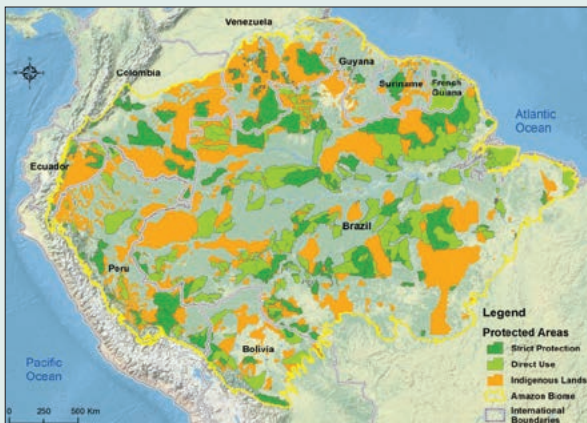 Venezuela
Guyana
Colombia
Suriname
French
Guiana
Atlantic
Ocean
Ecuador
Brazil
Peru
Bolivia
Pacific
Ocean
Legend
Protected Areas
Strict Protection
Direct Use
Indigenous Lands
Amazon Biome
International
Boundaries
0 250 500 Km